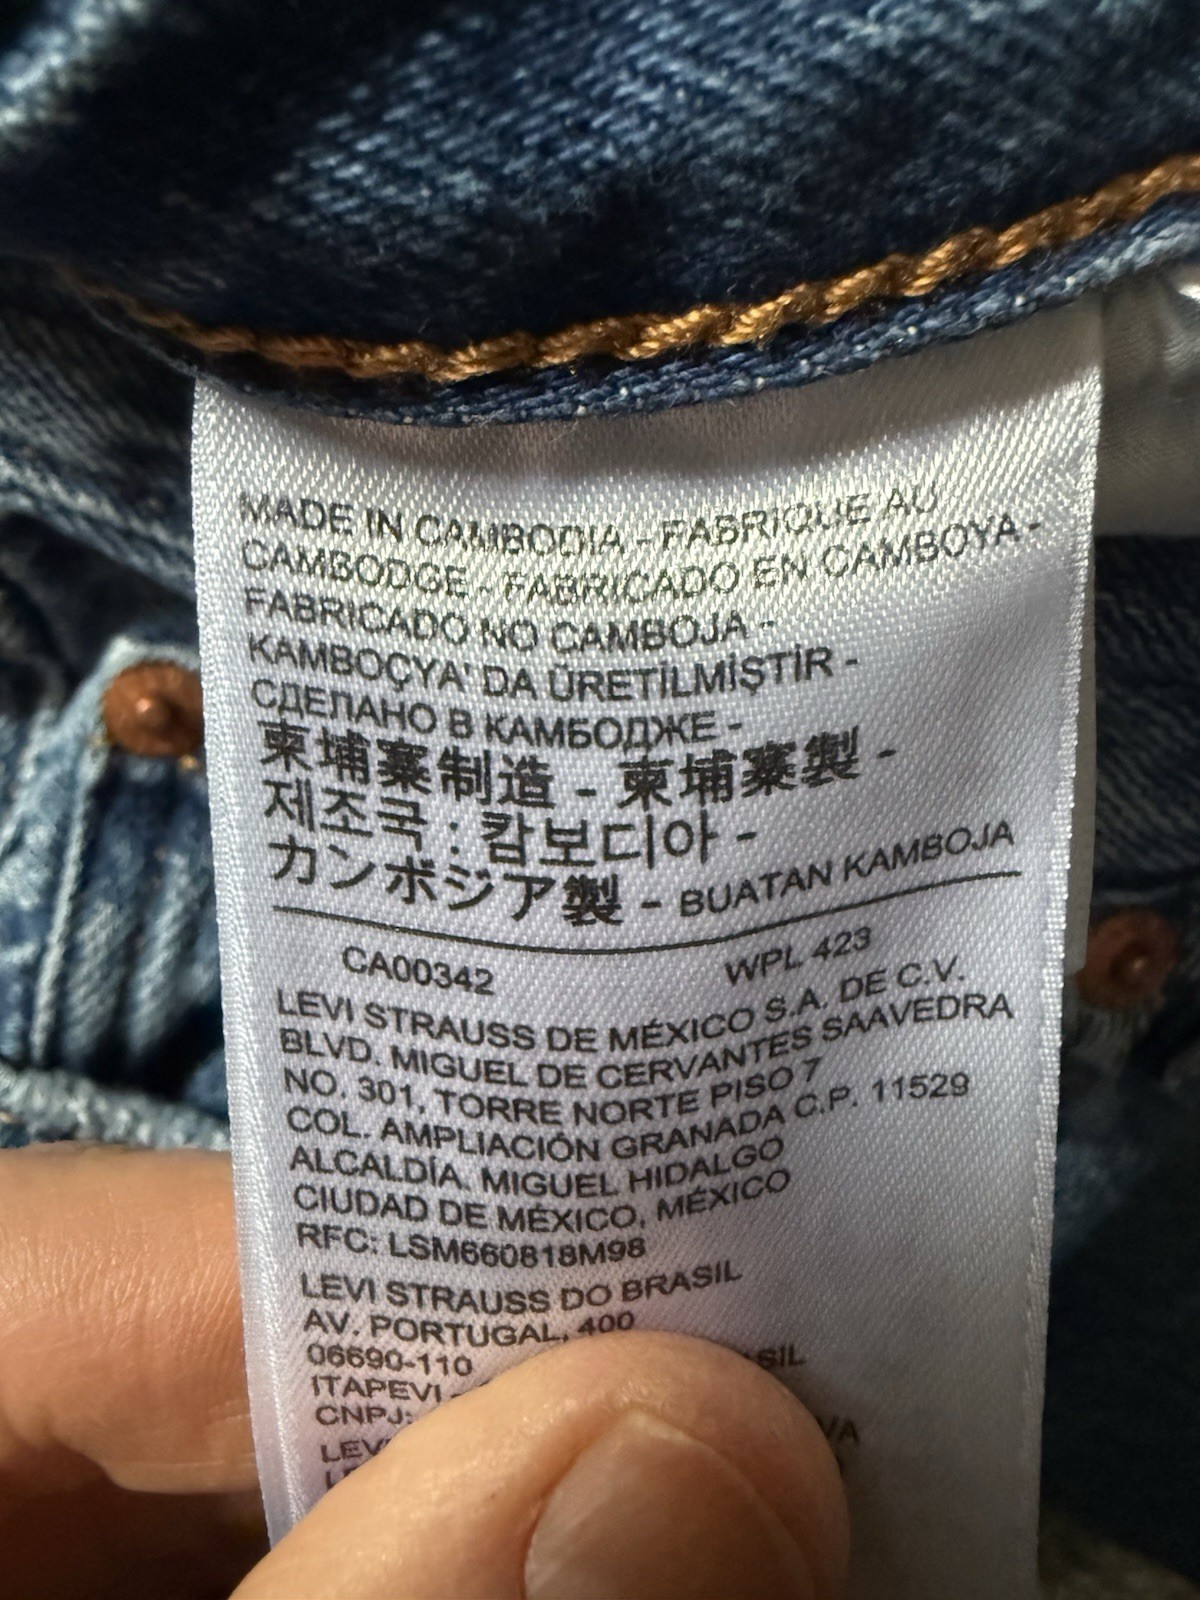 MADE IN CAMBODIA - FABRIQUE AU
CAMBODGE - FABRICADO EN CAMBOYA -
FABRICADO NO CAMBOJA -
KAMBOÇYA' DA ÜRETİLMİŞTİR -
СДЕЛАНО В КАМБОДЖЕ -
柬埔寨制造 - 柬埔寨製 -
제조국 : 캄보디아 -
カンボジア製 - BUATAN KAMBOJA
CA00342 WPL 423
LEVI STRAUSS DE MÉXICO S.A. DE C.V.
BLVD. MIGUEL DE CERVANTES SAAVEDRA
NO. 301, TORRE NORTE PISO 7
COL. AMPLIACIÓN GRANADA C.P. 11529
ALCALDÍA. MIGUEL HIDALGO
CIUDAD DE MÉXICO, MÉXICO
RFC: LSM660818M98
LEVI STRAUSS DO BRASIL
AV. PORTUGAL, 400
06690-110
ITAPEVI -
CNPJ: